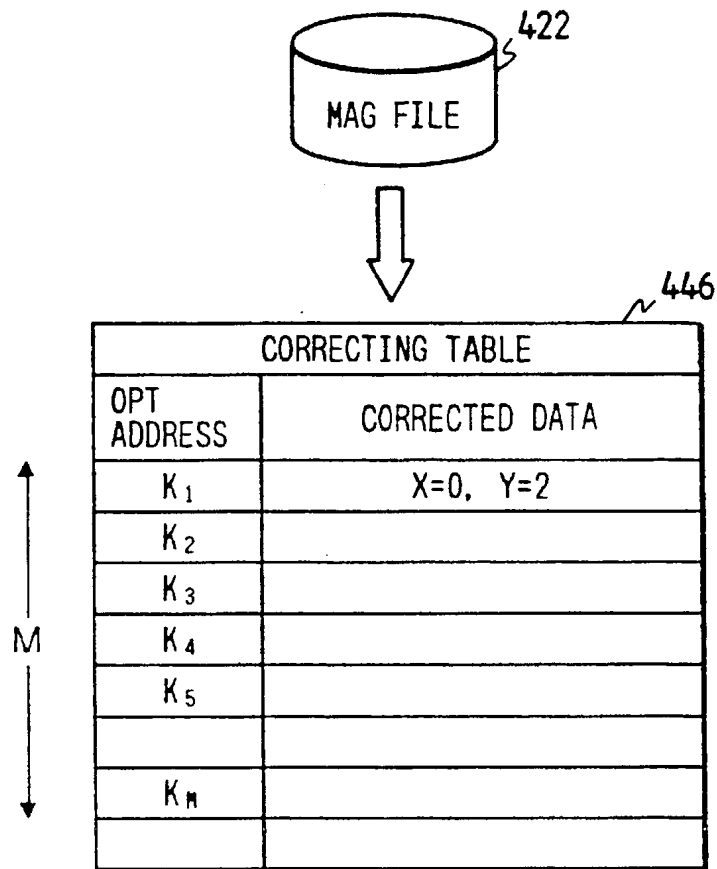 422
MAG FILE
446
CORRECTING TABLE
OPT ADDRESS CORRECTED DATA
K₁ X=0, Y=2
K₂
K₃
K₄
K₅
M
Kₘ